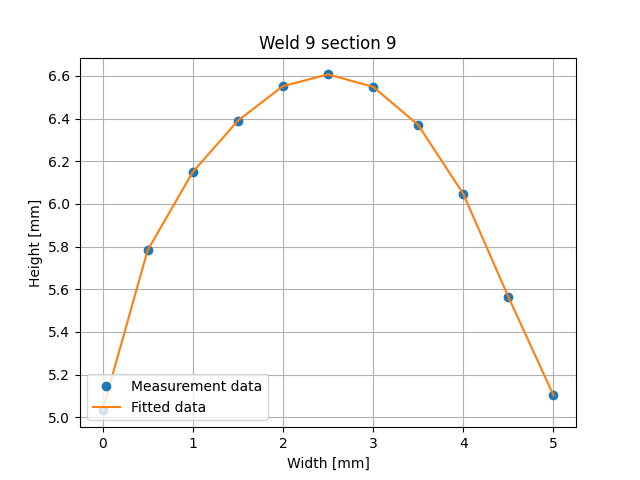 Weld 9 section 9
6.6
6.4
6.2
6.0
5.8
5.6
5.4
5.2
5.0
Height [mm]
Measurement data
Fitted data
0 1 2 3 4 5
Width [mm]